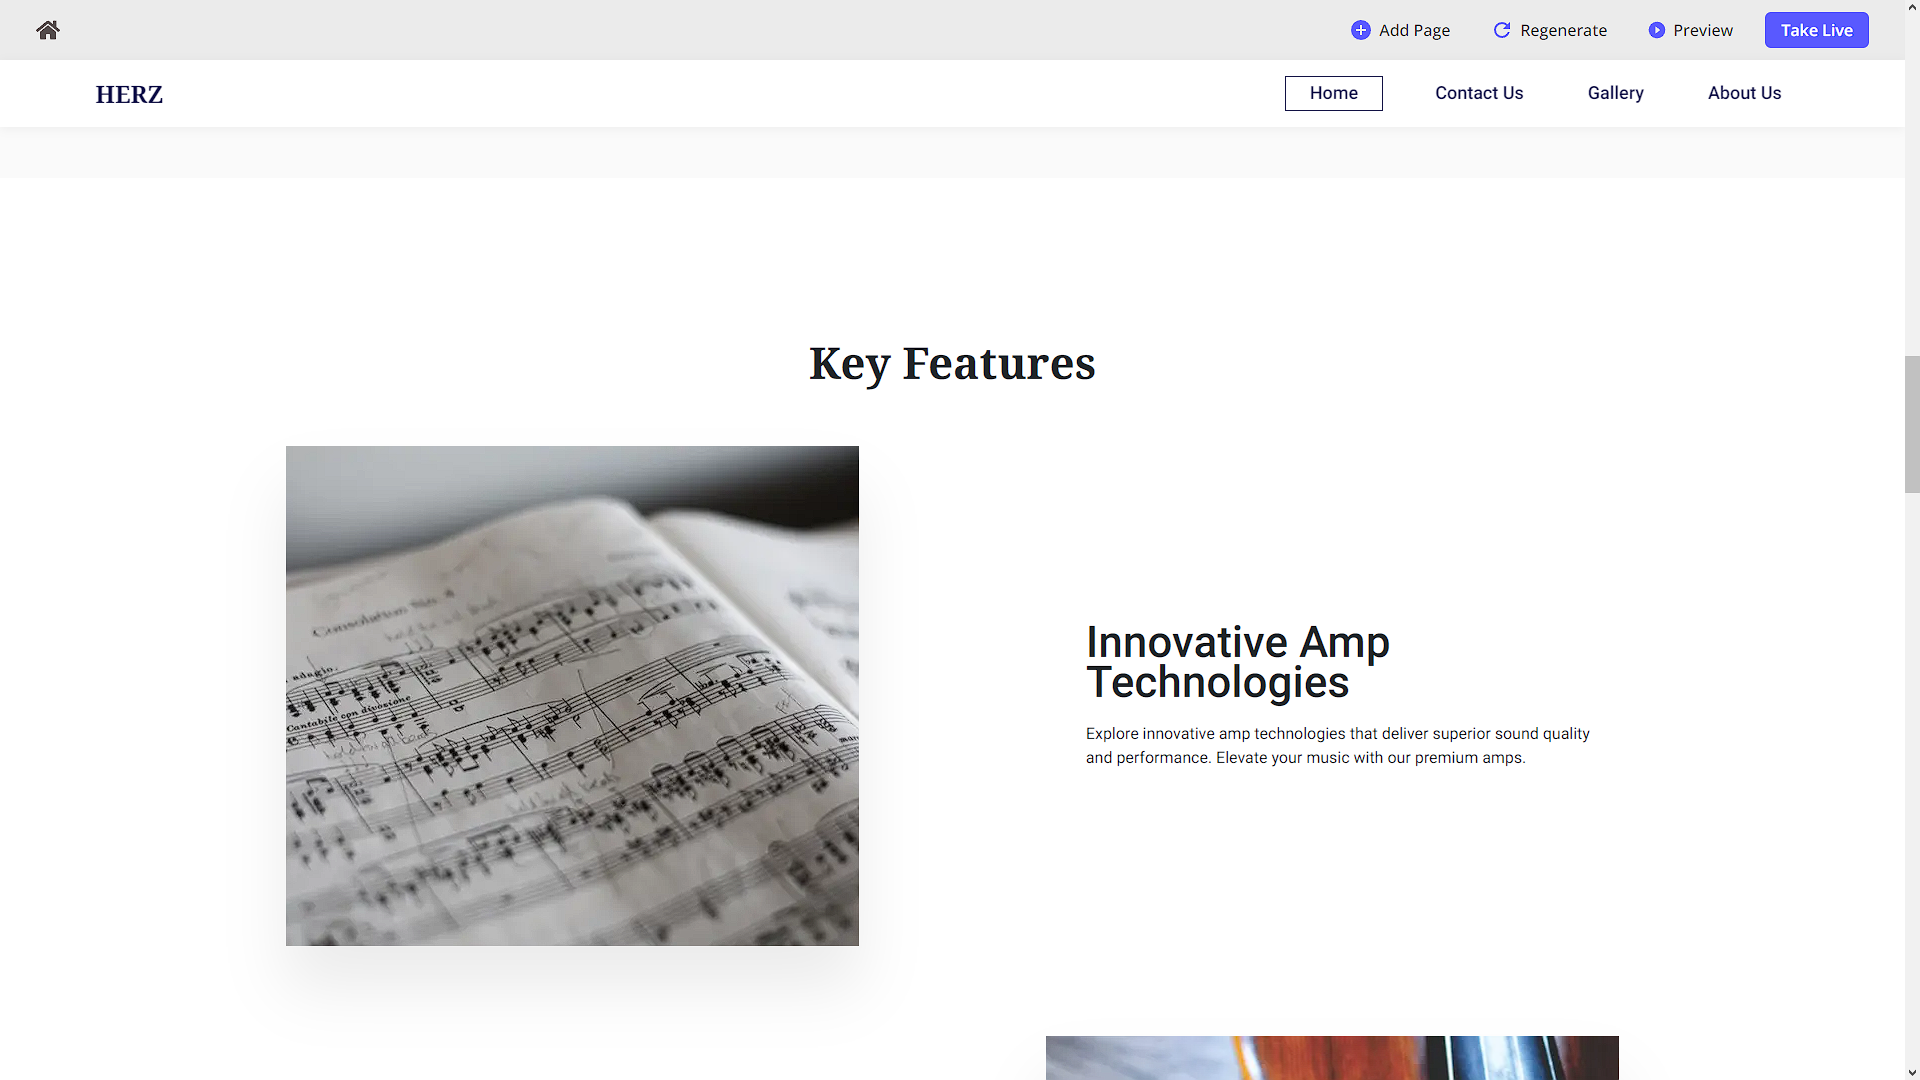 Add Page
Regenerate
Preview
Take Live
HERZ
Home
Contact Us
Gallery
About Us
Key Features
Consolation No. 4
adagio.
Cantabile con divozione
Innovative Amp
Technologies
Explore innovative amp technologies that deliver superior sound quality
and performance. Elevate your music with our premium amps.